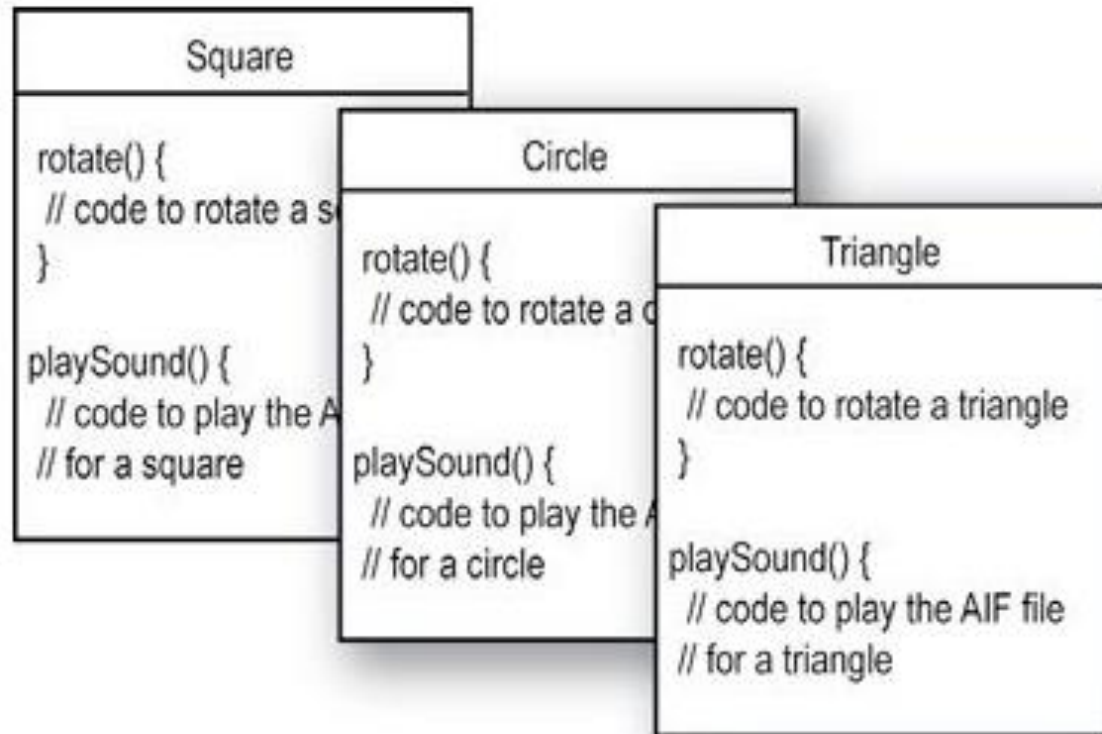 Square
rotate() {
// code to rotate a
}
playSound() {
// code to play the
// for a square
Circle
rotate() {
// code to rotate a
}
playSound() {
// code to play the
// for a circle
Triangle
rotate() {
// code to rotate a triangle
}
playSound() {
// code to play the AIF file
// for a triangle